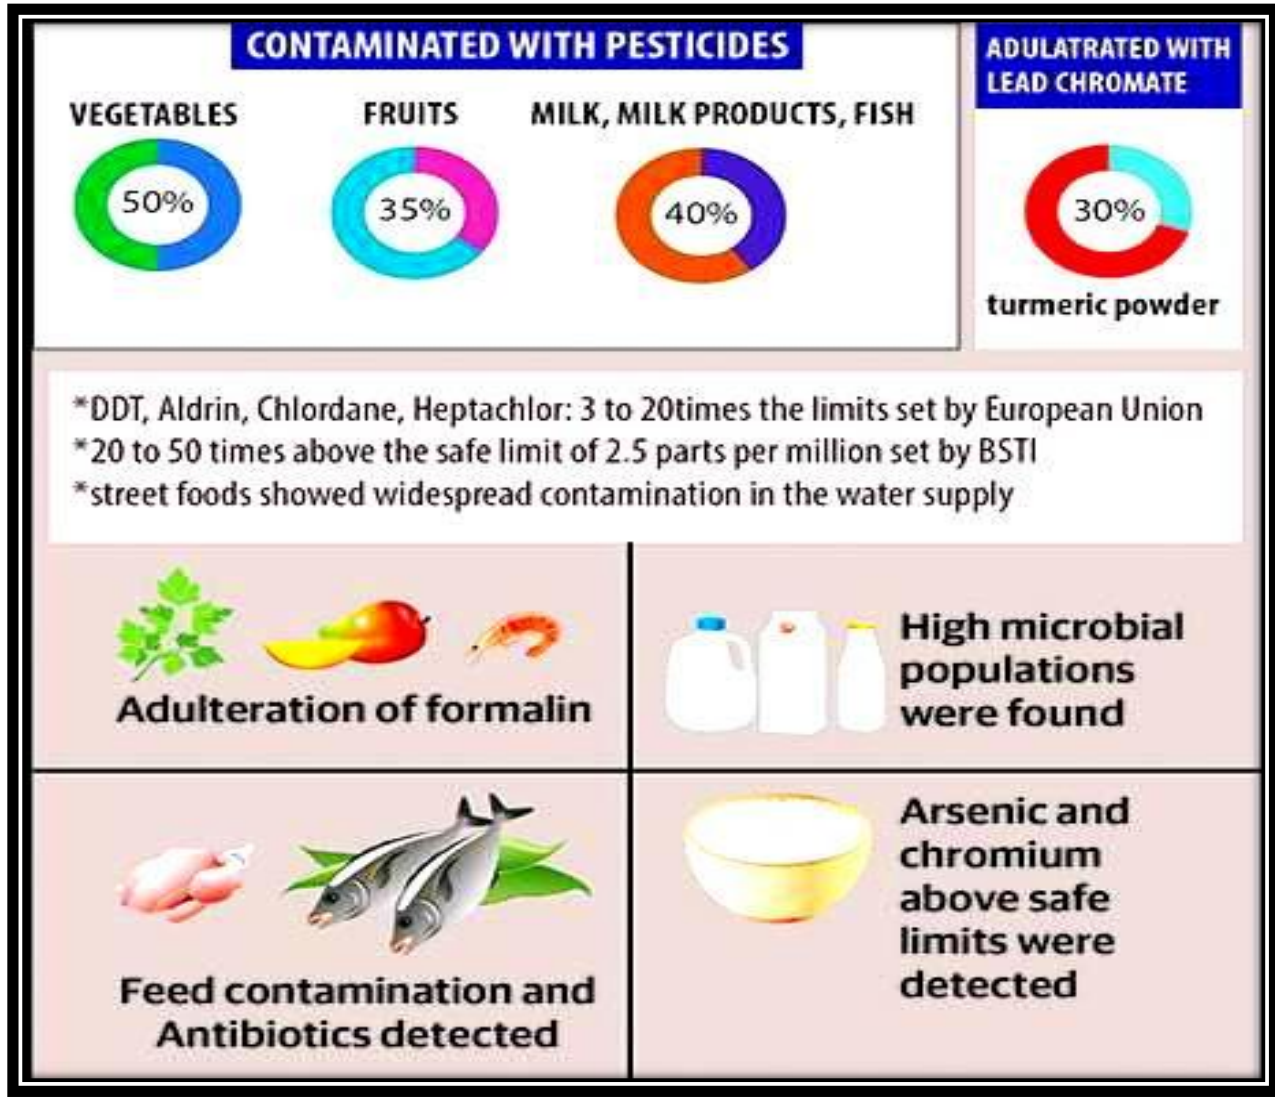 CONTAMINATED WITH PESTICIDES
VEGETABLES
50%
FRUITS
35%
MILK, MILK PRODUCTS, FISH
40%
ADULATRATED WITH
LEAD CHROMATE
30%
turmeric powder
*DDT, Aldrin, Chlordane, Heptachlor: 3 to 20times the limits set by European Union
*20 to 50 times above the safe limit of 2.5 parts per million set by BSTI
*street foods showed widespread contamination in the water supply
Adulteration of formalin
High microbial
populations
were found
Feed contamination and
Antibiotics detected
Arsenic and
chromium
above safe
limits were
detected